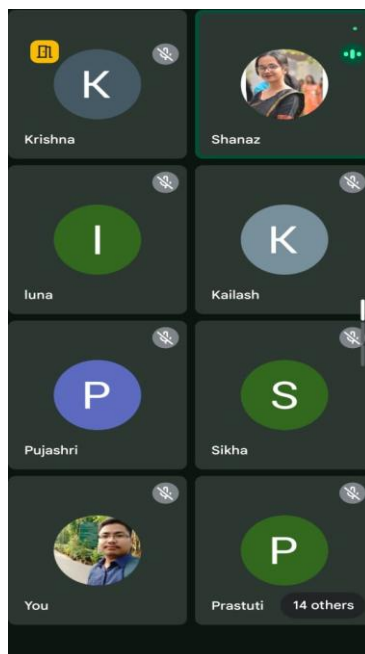 K
Krishna
Shanaz
I
luna
K
Kailash
P
Pujashri
S
Sikha
You
P
Prastuti
14 others